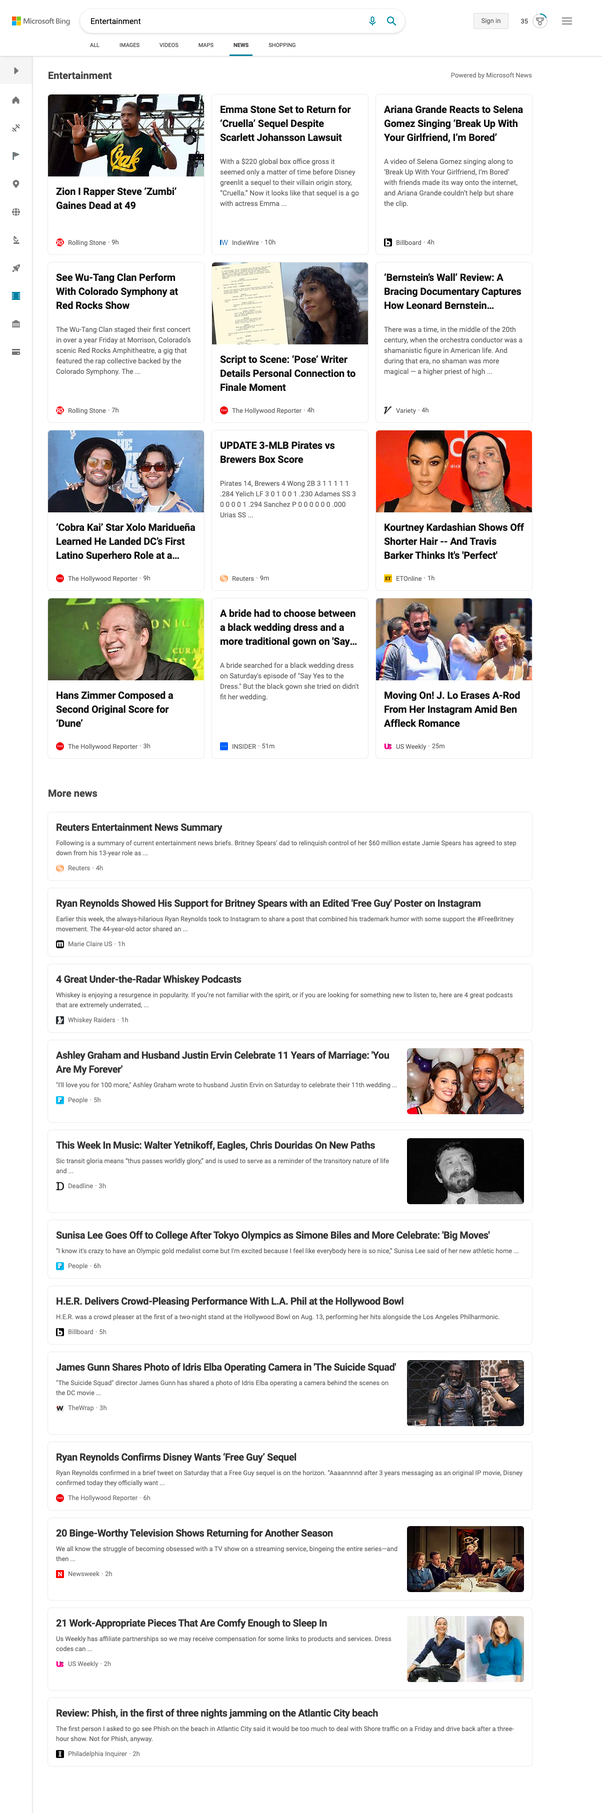 Microsoft Bing
Entertainment
Sign in
35
ALL
IMAGES
VIDEOS
MAPS
NEWS
SHOPPING
Entertainment
Powered by Microsoft News
Zion I Rapper Steve ‘Zumbi’
Gaines Dead at 49
Rolling Stone · 9h
Emma Stone Set to Return for
‘Cruella’ Sequel Despite
Scarlett Johansson Lawsuit
With a $220 global box office gross it
seemed only a matter of time before Disney
greenlit a sequel to their villain origin story,
"Cruella." Now it looks like that sequel is a go
with actress Emma ...
IndieWire · 10h
Ariana Grande Reacts to Selena
Gomez Singing ‘Break Up With
Your Girlfriend, I’m Bored’
A video of Selena Gomez singing along to
‘Break Up With Your Girlfriend, I’m Bored’
with friends made its way onto the internet,
and Ariana Grande couldn’t help but share
the clip.
Billboard · 4h
See Wu-Tang Clan Perform
With Colorado Symphony at
Red Rocks Show
The Wu-Tang Clan staged their first concert
in over a year Friday at Morrison, Colorado’s
scenic Red Rocks Amphitheatre, a gig that
featured the rap collective backed by the
Colorado Symphony. The ...
Rolling Stone · 7h
Script to Scene: ‘Pose’ Writer
Details Personal Connection to
Finale Moment
The Hollywood Reporter · 4h
‘Bernstein’s Wall’ Review: A
Bracing Documentary Captures
How Leonard Bernstein...
There was a time, in the middle of the 20th
century, when the orchestra conductor was a
shamanistic figure in American life. And
during that era, no shaman was more
magical — a higher priest of high ...
Variety · 4h
‘Cobra Kai’ Star Xolo Maridueña
Learned He Landed DC’s First
Latino Superhero Role at a...
The Hollywood Reporter · 9h
UPDATE 3-MLB Pirates vs
Brewers Box Score
Pirates 14, Brewers 4 Wong 2B 3 1 1 1 1 1
.284 Yelich LF 3 0 1 0 0 1 .230 Adames SS 3
0 0 0 0 1 .294 Sanchez P 0 0 0 0 0 0 .000
Urias SS ...
Reuters · 9m
Kourtney Kardashian Shows Off
Shorter Hair -- And Travis
Barker Thinks It's 'Perfect'
ETOnline · 1h
Hans Zimmer Composed a
Second Original Score for
‘Dune’
The Hollywood Reporter · 3h
A bride had to choose between
a black wedding dress and a
more traditional gown on 'Say...
A bride searched for a black wedding dress
on Saturday's episode of "Say Yes to the
Dress." But the black gown she tried on didn't
fit her wedding.
INSIDER · 51m
Moving On! J. Lo Erases A-Rod
From Her Instagram Amid Ben
Affleck Romance
US Weekly · 25m
More news
Reuters Entertainment News Summary
Following is a summary of current entertainment news briefs. Britney Spears' dad to relinquish control of her $60 million estate Jamie Spears has agreed to step
down from his 13-year role as ...
Reuters · 4h
Ryan Reynolds Showed His Support for Britney Spears with an Edited 'Free Guy' Poster on Instagram
Earlier this week, the always-hilarious Ryan Reynolds took to Instagram to share a post that combined his trademark humor with some support the #FreeBritney
movement. The 44-year-old actor shared an ...
Marie Claire US · 1h
4 Great Under-the-Radar Whiskey Podcasts
Whiskey is enjoying a resurgence in popularity. If you're not familiar with the spirit, or if you are looking for something new to listen to, here are 4 great podcasts
that are extremely underrated, ...
Whiskey Raiders · 1h
Ashley Graham and Husband Justin Ervin Celebrate 11 Years of Marriage: 'You
Are My Forever'
"I'll love you for 100 more," Ashley Graham wrote to husband Justin Ervin on Saturday to celebrate their 11th wedding ...
People · 5h
This Week In Music: Walter Yetnikoff, Eagles, Chris Douridas On New Paths
Sic transit gloria means “thus passes worldly glory,” and is used to serve as a reminder of the transitory nature of life
and ...
Deadline · 3h
Sunisa Lee Goes Off to College After Tokyo Olympics as Simone Biles and More Celebrate: 'Big Moves'
"I know it's crazy to have an Olympic gold medalist come but I'm excited because I feel like everybody here is so nice," Sunisa Lee said of her new athletic home ...
People · 6h
H.E.R. Delivers Crowd-Pleasing Performance With L.A. Phil at the Hollywood Bowl
H.E.R. was a crowd pleaser at the first of a two-night stand at the Hollywood Bowl on Aug. 13, performing her hits alongside the Los Angeles Philharmonic.
Billboard · 5h
James Gunn Shares Photo of Idris Elba Operating Camera in 'The Suicide Squad'
"The Suicide Squad" director James Gunn has shared a photo of Idris Elba operating a camera behind the scenes on
the DC movie ...
TheWrap · 3h
Ryan Reynolds Confirms Disney Wants ‘Free Guy’ Sequel
Ryan Reynolds confirmed in a brief tweet on Saturday that a Free Guy sequel is on the horizon. “Aaaannnnd after 3 years messaging as an original IP movie, Disney
confirmed today they officially want ...
The Hollywood Reporter · 6h
20 Binge-Worthy Television Shows Returning for Another Season
We all know the struggle of becoming obsessed with a TV show on a streaming service, bingeing the entire series—and
then ...
Newsweek · 2h
21 Work-Appropriate Pieces That Are Comfy Enough to Sleep In
Us Weekly has affiliate partnerships so we may receive compensation for some links to products and services. Dress
codes can ...
US Weekly · 2h
Review: Phish, in the first of three nights jamming on the Atlantic City beach
The first person I asked to go see Phish on the beach in Atlantic City said it would be too much to deal with Shore traffic on a Friday and drive back after a three-
hour show. Not for Phish, anyway.
Philadelphia Inquirer · 2h